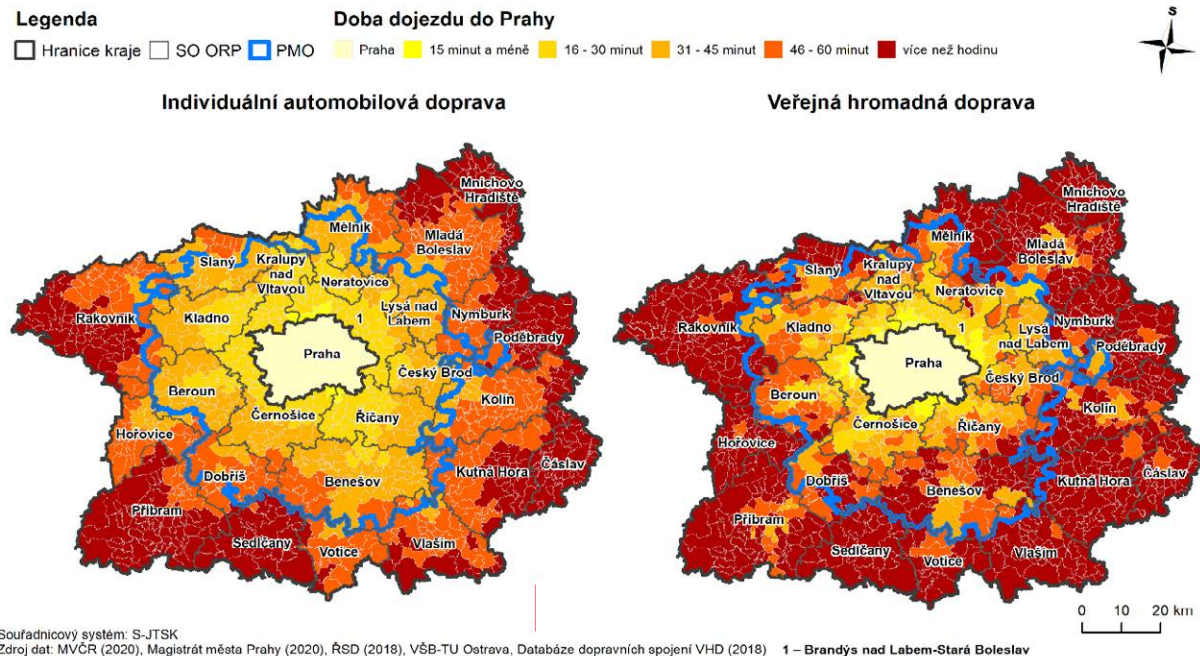 Legenda
Hranice kraje SO ORP PMO
Doba dojezdu do Prahy
Praha 15 minut a méně 16 - 30 minut 31 - 45 minut 46 - 60 minut více než hodinu
S
Individuální automobilová doprava
Mnichovo
Hradiště
Mělník
Mladá
Boleslav
Slaný
Kralupy
nad
Vltavou
Neratovice
Rakovník
Kladno
1
Lysá nad
Labem
Nymburk
Poděbrady
Praha
Beroun
Český Brod
Kolín
Černošice
Říčany
Hořovice
Dobříš
Benešov
Kutná Hora
Čáslav
Příbram
Sedlčany
Votice
Vlašim
Veřejná hromadná doprava
Mnichovo
Hradiště
Mělník
Mladá
Boleslav
Slaný
Kralupy
nad
Vltavou
Neratovice
Rakovník
Kladno
1
Lysá
nad Labem
Nymburk
Poděbrady
Praha
Beroun
Český Brod
Kolín
Černošice
Říčany
Hořovice
Dobříš
Benešov
Kutná Hora
Čáslav
Příbram
Sedlčany
Votice
Vlašim
0 10 20 km
Souřadnicový systém: S-JTSK
Zdroj dat: MVČR (2020), Magistrát města Prahy (2020), ŘSD (2018), VŠB-TU Ostrava, Databáze dopravních spojení VHD (2018) 1 – Brandýs nad Labem-Stará Boleslav